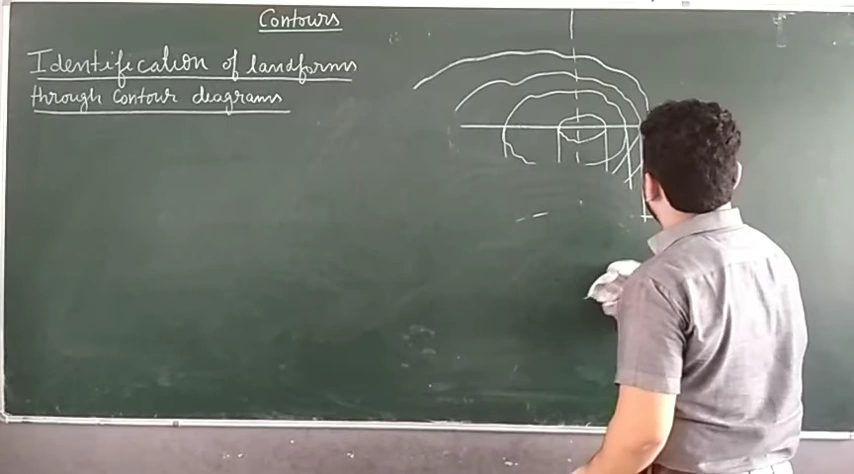 Contours
Identification of landforms
through contour diagrams